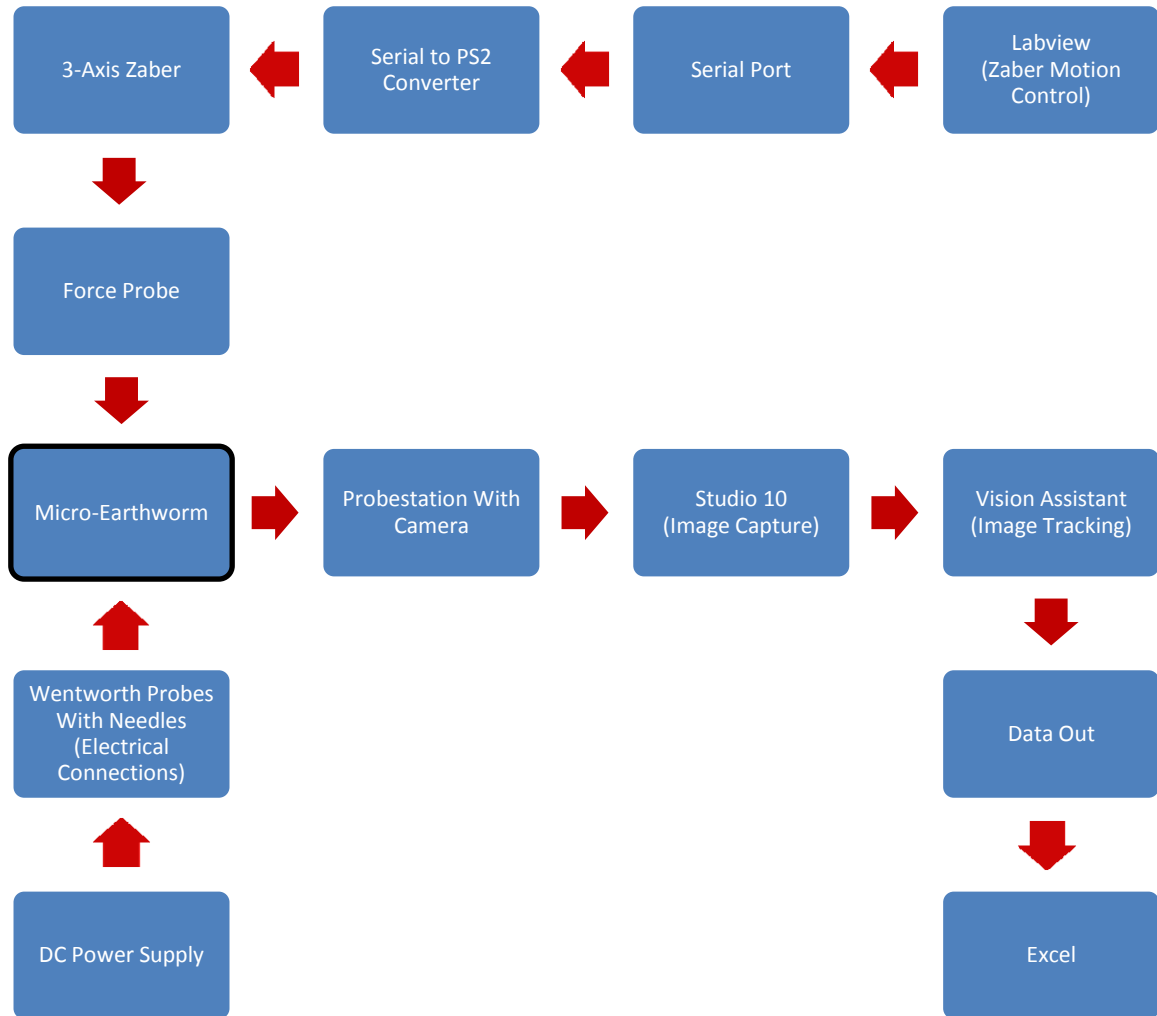 3-Axis Zaber
Serial to PS2
Converter
Serial Port
Labview
(Zaber Motion
Control)
Force Probe
Micro-Earthworm
Probestation With
Camera
Studio 10
(Image Capture)
Vision Assistant
(Image Tracking)
Wentworth Probes
With Needles
(Electrical
Connections)
Data Out
DC Power Supply
Excel